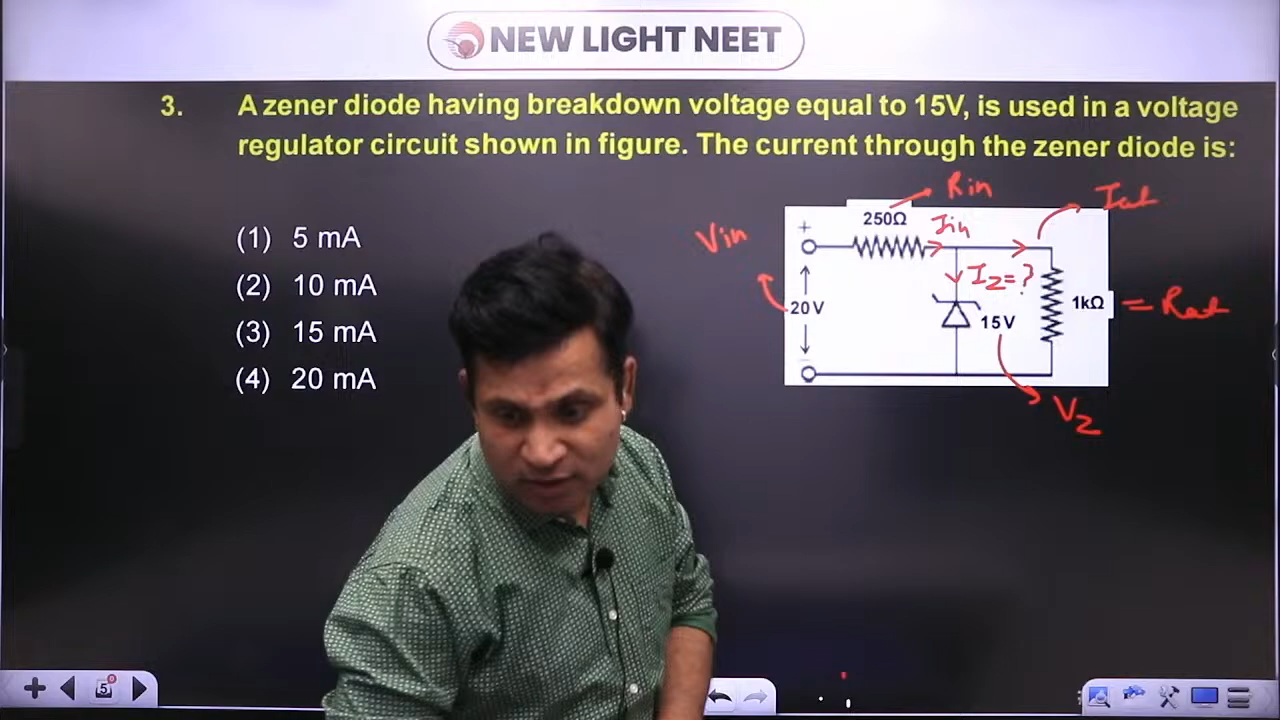 NEW LIGHT NEET
3. A zener diode having breakdown voltage equal to 15V, is used in a voltage
regulator circuit shown in figure. The current through the zener diode is:
(1) 5 mA
(2) 10 mA
(3) 15 mA
(4) 20 mA
Rin
Iout
Vin
250Ω
Iin
+
Iz=?
20V
1kΩ
= Rout
15V
−
Vz
5